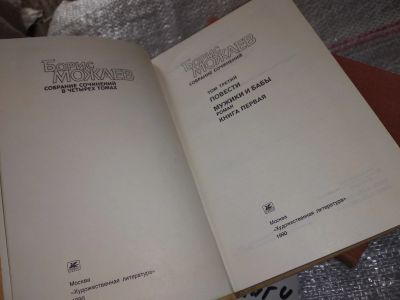 Борис
МОЖАЕВ
СОБРАНИЕ СОЧИНЕНИЙ
В ЧЕТЫРЕХ ТОМАХ
Москва
«Художественная литература»
1990
Борис
МОЖАЕВ
СОБРАНИЕ СОЧИНЕНИЙ
ТОМ ТРЕТИЙ
ПОВЕСТИ
МУЖИКИ И БАБЫ
РОМАН
КНИГА ПЕРВАЯ
Москва
«Художественная литература»
1990